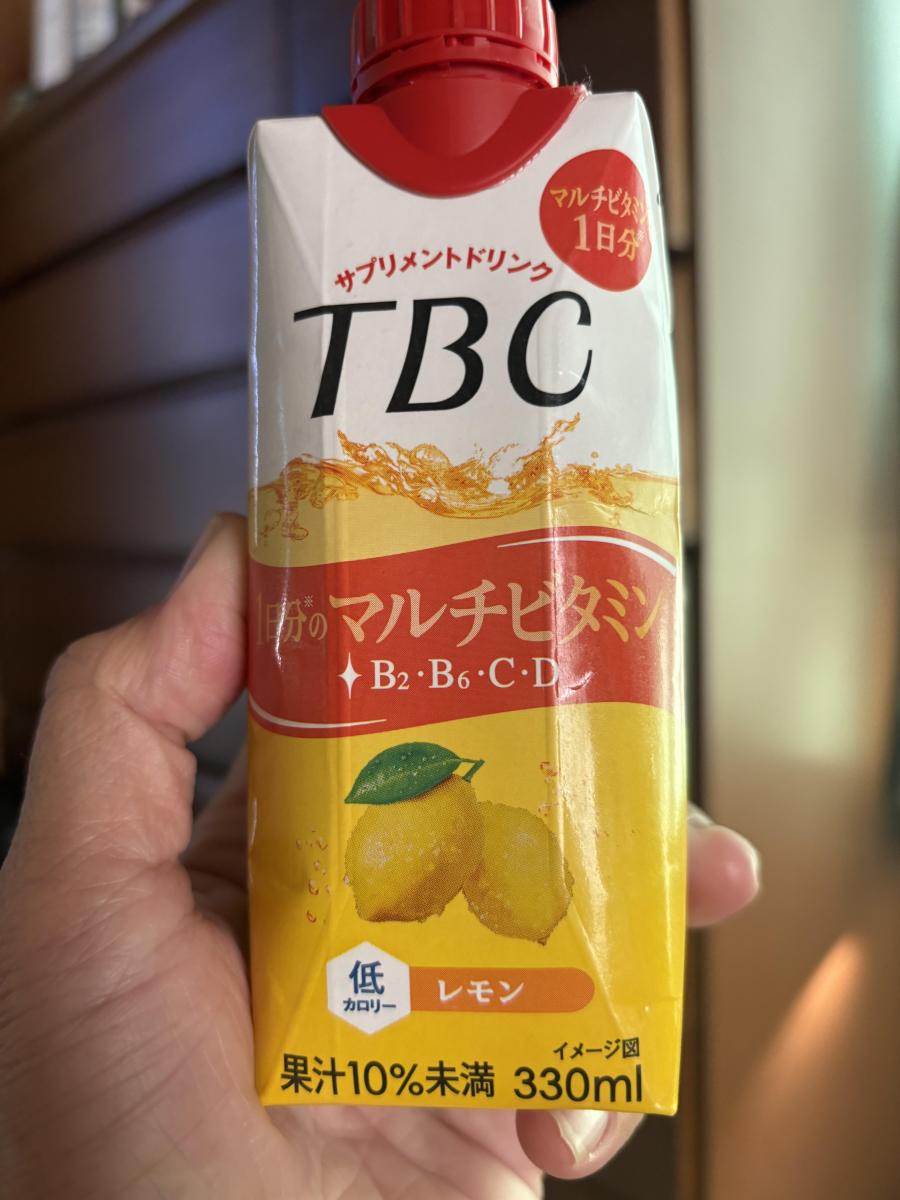 マルチビタミン
1日分※
サプリメントドリンク
TBC
1日分※のマルチビタミン
B2・B6・C・D
低
カロリー
レモン
イメージ図
果汁10%未満 330ml